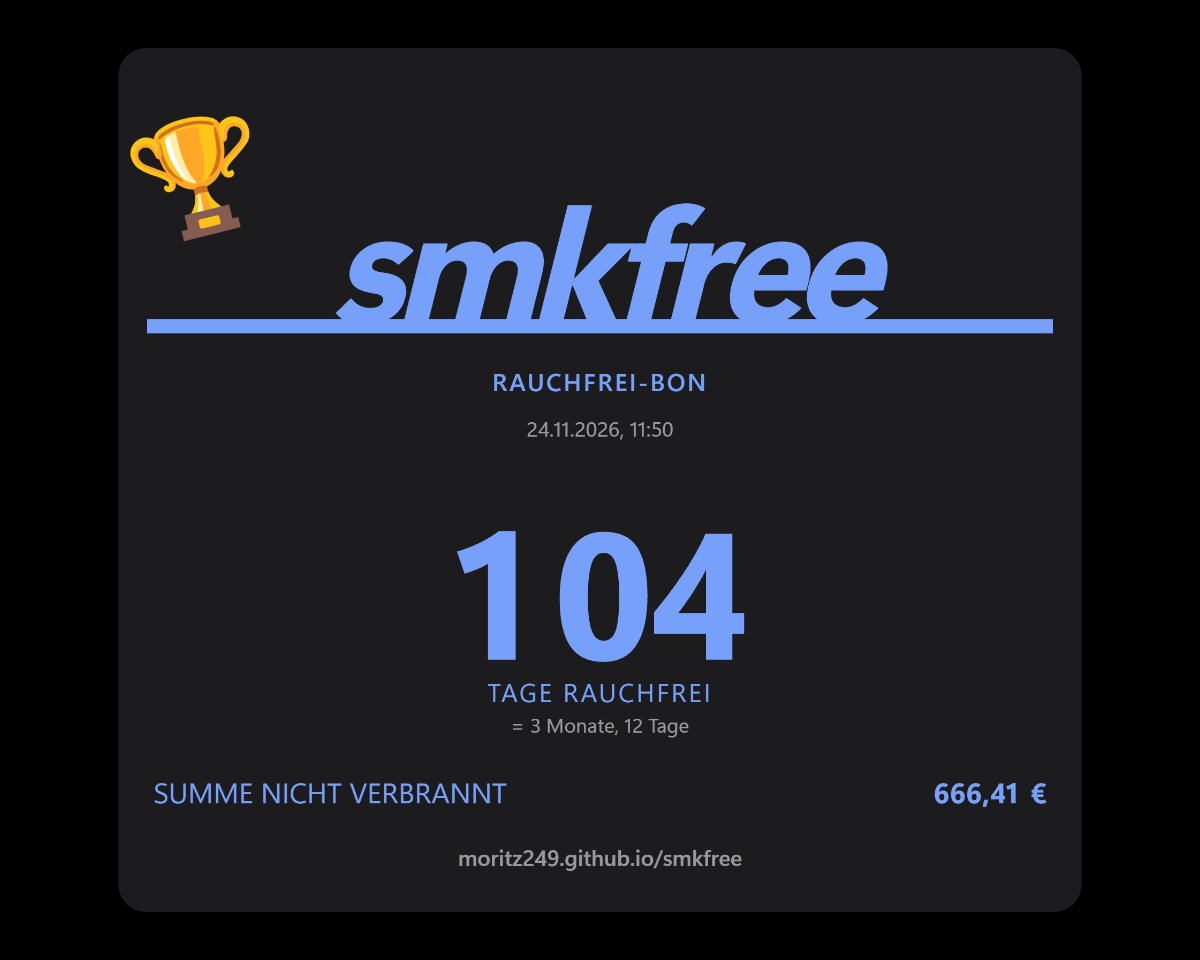 smkfree
RAUCHFREI-BON
24.11.2026, 11:50
104
TAGE RAUCHFREI
= 3 Monate, 12 Tage
SUMME NICHT VERBRANNT 666,41 €
moritz249.github.io/smkfree